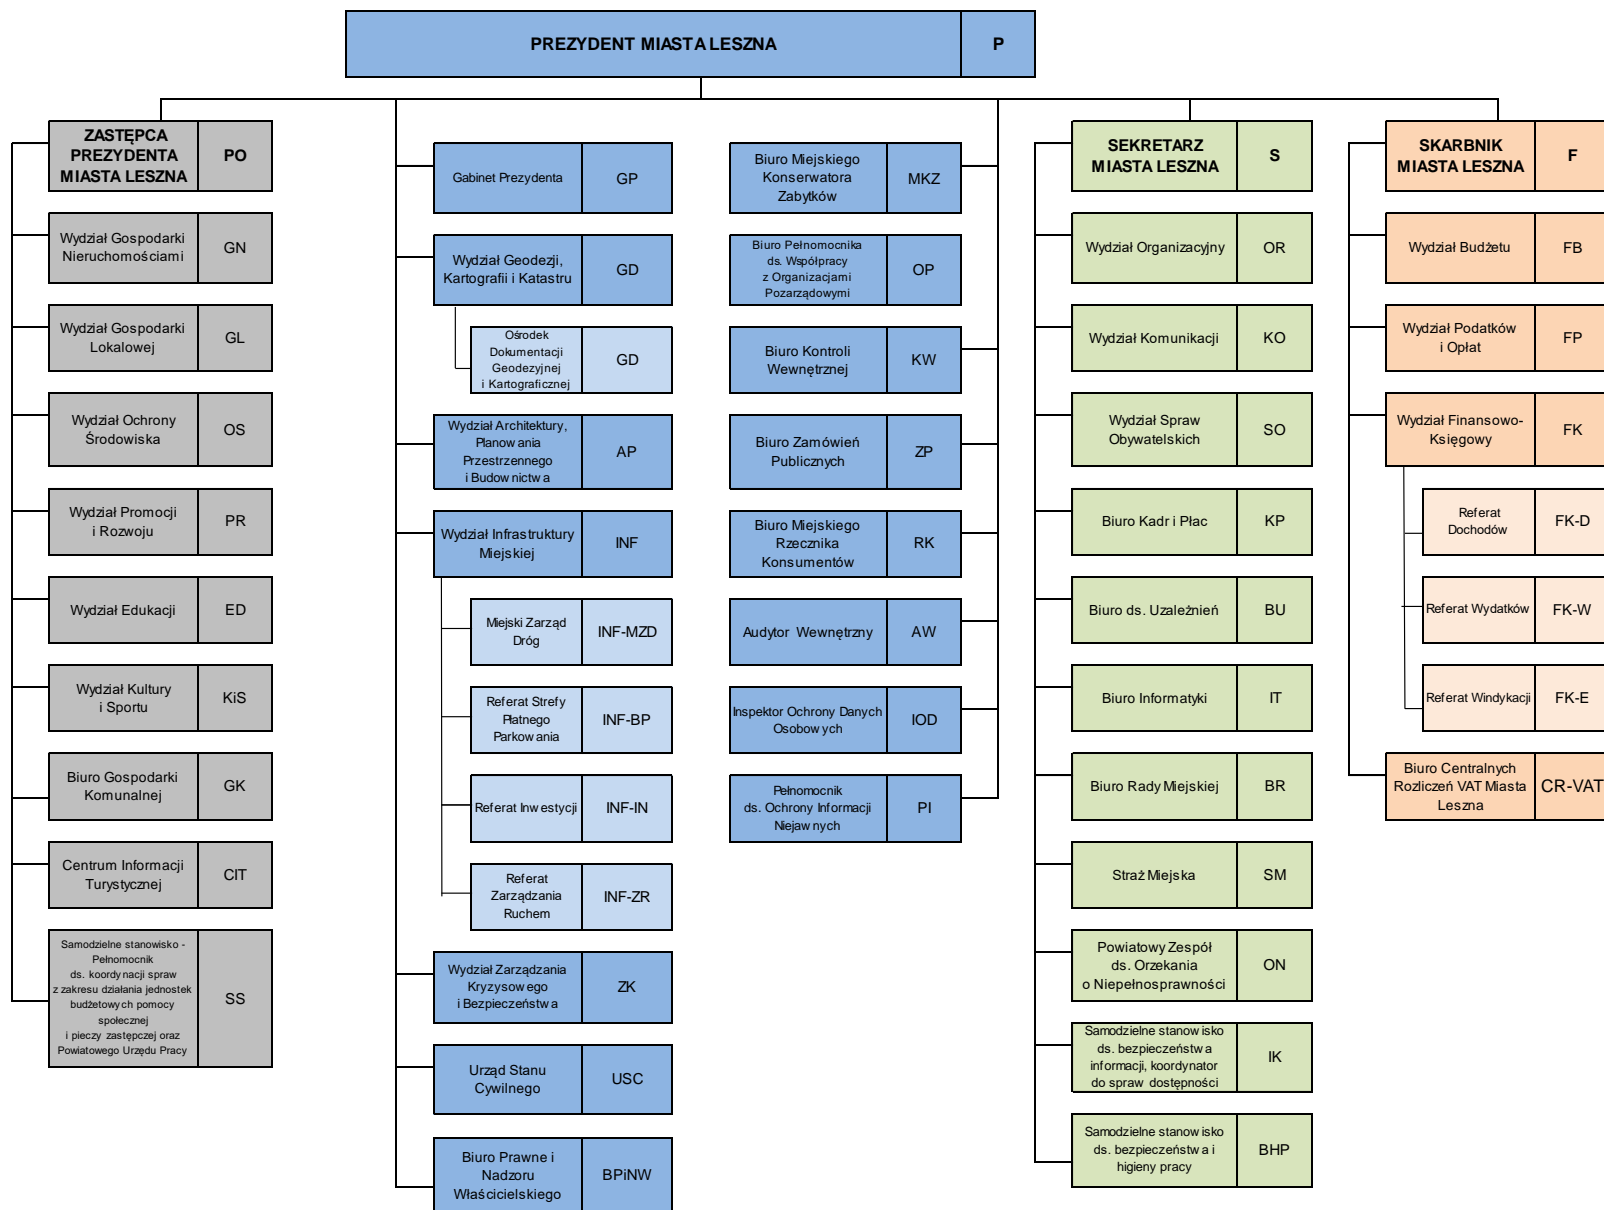 PREZYDENT MIASTA LESZNA P
ZASTĘPCA
PREZYDENTA
MIASTA LESZNA
PO
Wydział Gospodarki
Nieruchomościami
GN
Wydział Gospodarki
Lokalowej
GL
Wydział Ochrony
Środowiska
OS
Wydział Promocji
i Rozwoju
PR
Wydział Edukacji ED
Wydział Kultury
i Sportu
KiS
Biuro Gospodarki
Komunalnej
GK
Centrum Informacji
Turystycznej
CIT
Samodzielne stanowisko -
Pełnomocnik
ds. koordynacji spraw
z zakresu działania jednostek
budżetowych pomocy
społecznej
i pieczy zastępczej oraz
Powiatowego Urzędu Pracy
SS
Gabinet Prezydenta GP
Wydział Geodezji,
Kartografii i Katastru
GD
Ośrodek
Dokumentacji
Geodezyjnej
i Kartograficznej
GD
Wydział Architektury,
Planowania
Przestrzennego
i Budownictwa
AP
Wydział Infrastruktury
Miejskiej
INF
Miejski Zarząd
Dróg
INF-MZD
Referat Strefy
Płatnego
Parkowania
INF-BP
Referat Inwestycji INF-IN
Referat
Zarządzania
Ruchem
INF-ZR
Wydział Zarządzania
Kryzysowego
i Bezpieczeństwa
ZK
Urząd Stanu
Cywilnego
USC
Biuro Prawne i
Nadzoru
Właścicielskiego
BPiNW
Biuro Miejskiego
Konserwatora
Zabytków
MKZ
Biuro Pełnomocnika
ds. Współpracy
z Organizacjami
Pozarządowymi
OP
Biuro Kontroli
Wewnętrznej
KW
Biuro Zamówień
Publicznych
ZP
Biuro Miejskiego
Rzecznika
Konsumentów
RK
Audytor Wewnętrzny AW
Inspektor Ochrony Danych
Osobowych
IOD
Pełnomocnik
ds. Ochrony Informacji
Niejawnych
PI
SEKRETARZ
MIASTA LESZNA
S
Wydział Organizacyjny OR
Wydział Komunikacji KO
Wydział Spraw
Obywatelskich
SO
Biuro Kadr i Płac KP
Biuro ds. Uzależnień BU
Biuro Informatyki IT
Biuro Rady Miejskiej BR
Straż Miejska SM
Powiatowy Zespół
ds. Orzekania
o Niepełnosprawności
ON
Samodzielne stanowisko
ds. bezpieczeństwa
informacji, koordynator
do spraw dostępności
IK
Samodzielne stanowisko
ds. bezpieczeństwa i
higieny pracy
BHP
SKARBNIK
MIASTA LESZNA
F
Wydział Budżetu FB
Wydział Podatków
i Opłat
FP
Wydział Finansowo-
Księgowy
FK
Referat
Dochodów
FK-D
Referat Wydatków FK-W
Referat Windykacji FK-E
Biuro Centralnych
Rozliczeń VAT Miasta
Leszna
CR-VAT